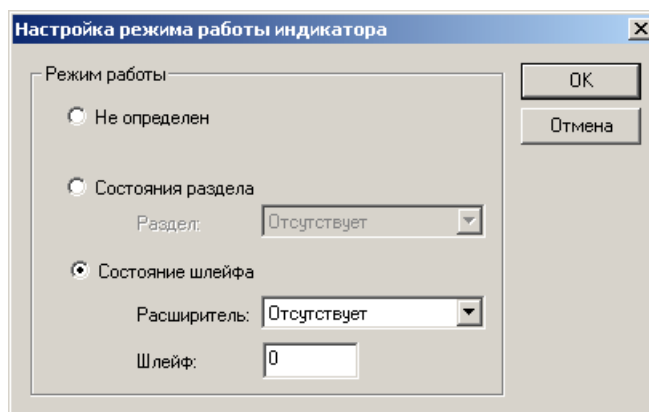 Настройка режима работы индикатора
Режим работы
OK
Не определен
Отмена
Состояния раздела
Раздел: Отсутствует
Состояние шлейфа
Расширитель: Отсутствует
Шлейф: 0